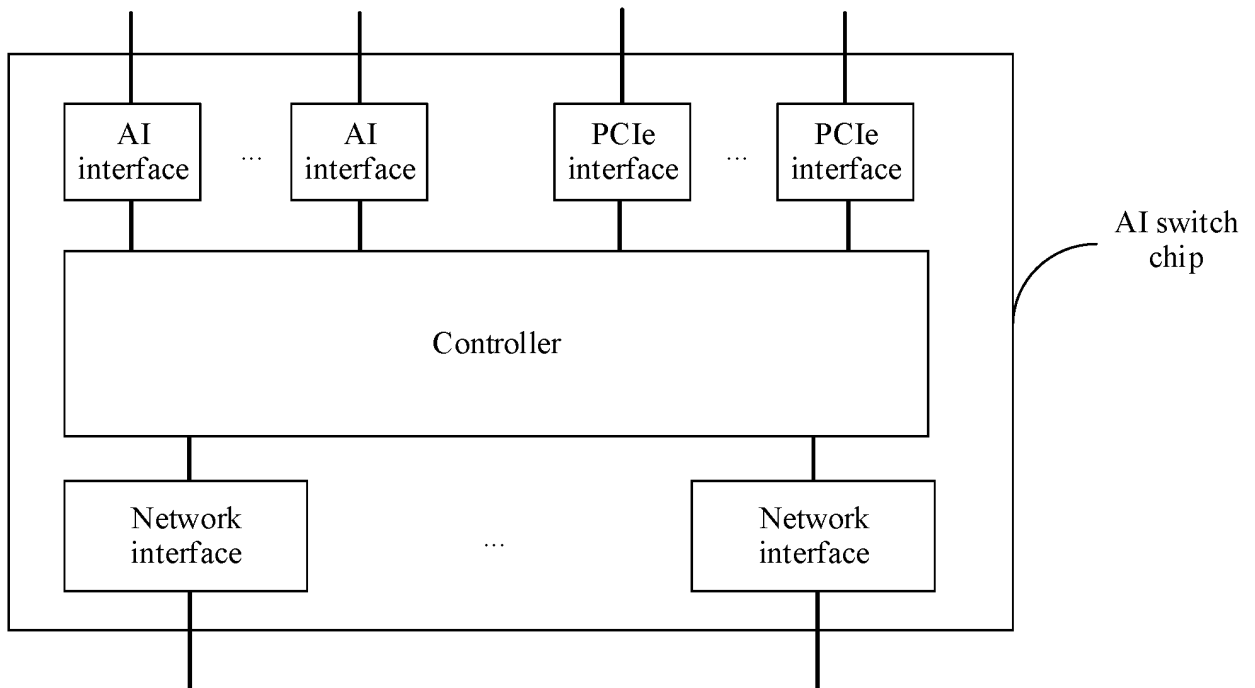 AI
interface
...
AI
interface
PCIe
interface
...
PCIe
interface
AI switch
chip
Controller
Network
interface
...
Network
interface